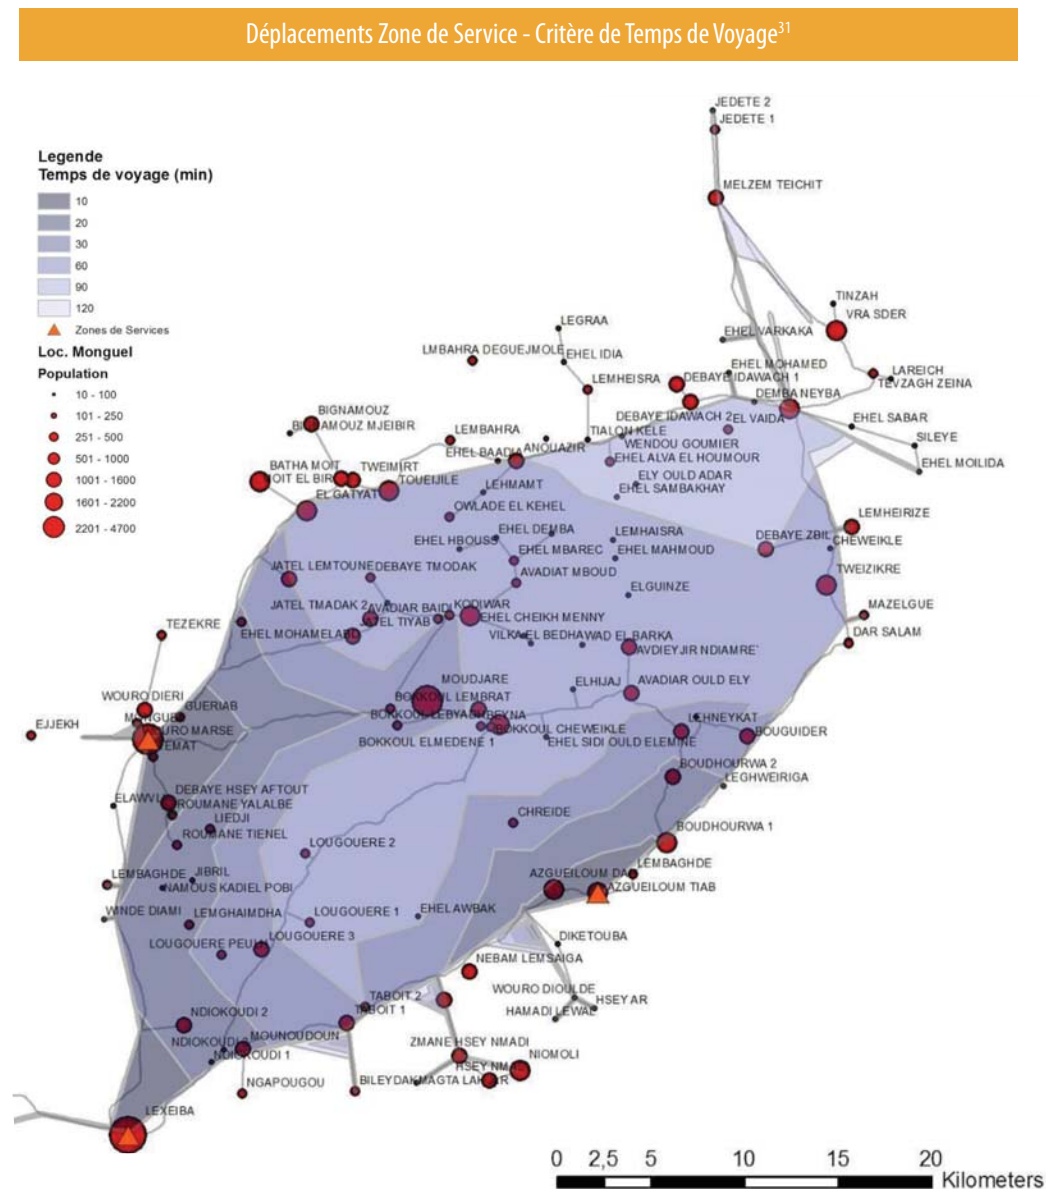 Déplacements Zone de Service - Critère de Temps de Voyage31
JEDETE 2
JEDETE 1
Legende
Temps de voyage (min)
10
20
30
60
90
120
Zones de Services
Loc. Monguel
Population
10 - 100
101 - 250
251 - 500
501 - 1000
1001 - 1600
1601 - 2200
2201 - 4700
MELZEM TEICHIT
TINZAH
VRA SDER
LEGRAA
EHEL VARKAKA
LMBAHRA DEGUEJMOLE
EHEL IDIA
EHEL MOHAMED
LAREICH
LEMHEISRA
DEBAYE IDAWACH 1
TEVZAGH ZEINA
DEMBA NEYBA
BIGNAMOUZ
DEBAYE IDAWACH 2
EL VAIDA
EHEL SABAR
MJEIBIR
LEMBAHRA
TIALON KELE
WENDOU GOUMIER
SILEYE
EHEL BAADIA
ANOUAZIR
EHEL ALVA EL HOUMOUR
EHEL MOILIDA
BATHA MOIT
TWEIMIRT
MOIT EL BIR
TOUEIJILE
ELY OULD ADAR
EL GATYAT
LEHMAMT
EHEL SAMBAKHAY
OWLADE EL KEHEL
LEMHEIRIZE
EHEL DEMBA
LEMHAISRA
DEBAYE ZBIL
EHEL HBOUSS
CHEWEIKLE
EHEL MBAREC
EHEL MAHMOUD
JATEL LEMTOUNE
DEBAYE TMODAK
AVADIAT MBOUD
TWEIZIKRE
ELGUINZE
JATEL TMADAK 2
AVADIAR BAIDI
KODIWAR
MAZELGUE
JATEL TIYAB
EHEL CHEIKH MENNY
TEZEKRE
EHEL MOHAMELABD
VILKA
EL BEDHA
WAD EL BARKA
DAR SALAM
AVDIEYJIR NDIAMRE
MOUDJARE
ELHIJAJ
AVADIAR OULD ELY
WOURO DIERI
BOKKOUL LEMBRAT
GUERIAB
EJJEKH
BOKKOUL CHEWEIKLE
LEHNEYKAT
BOUGUIDER
BOKKOUL ELMEDENE 1
EHEL SIDI OULD ELEMINE
BOUDHOURWA 2
LEGHWEIRIGA
DEBAYE HSEY AFTOUT
ROUMANE YALALBE
LIEDJI
CHREIDE
ROUMANE TIENEL
BOUDHOURWA 1
LOUGOUERE 2
LEMBAGHDE
JIBRIL
LEMBAGHDE
NAMOUS KADIEL POBI
AZGUEILOUM TIAB
WINDE DIAMI
LEMGHAIMDHA
LOUGOUERE 1
EHEL AWBAK
LOUGOUERE 3
DIKETOUBA
NEBAM LEMSAIGA
WOURO DIOULDE
TABOIT 2
HSEY AR
TABOIT 1
HAMADI LEWAL
NDIOKOUDI 2
MOUNOUDOUN
ZMANE HSEY NMADI
NDIOKOUDI 1
NIOMOLI
NGAPOUGOU
LEXEIBA
0 2,5 5 10 15 20
Kilometers